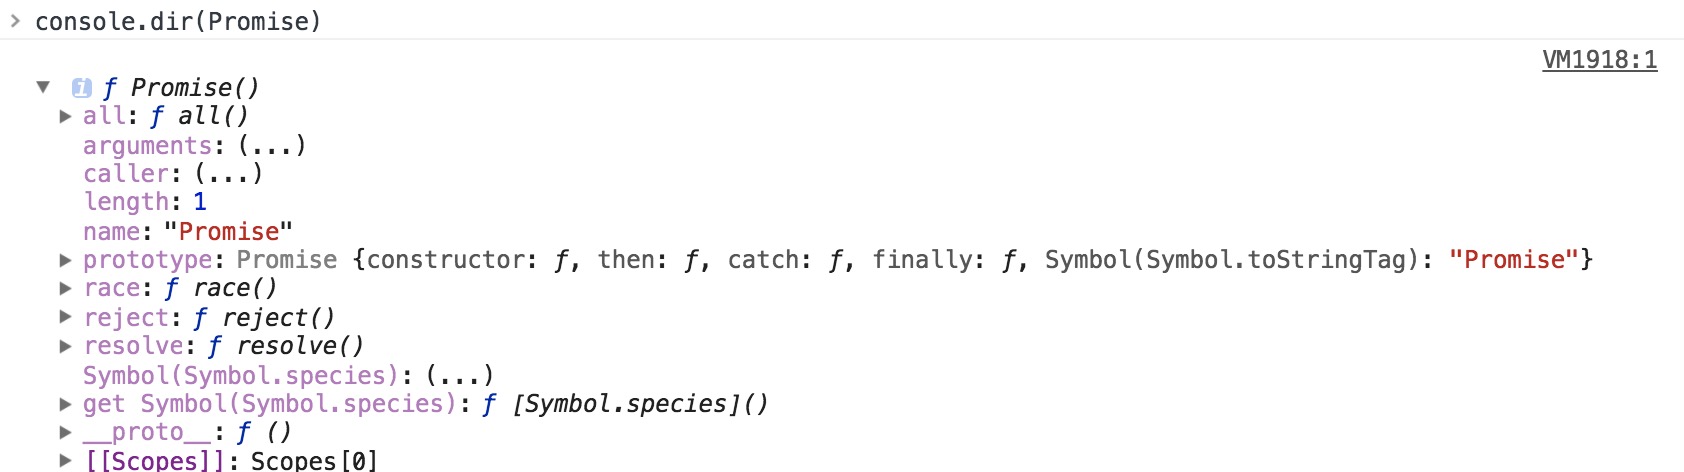 console.dir(Promise)
VM1918:1
i ƒ Promise()
all: ƒ all()
arguments: (...)
caller: (...)
length: 1
name: "Promise"
prototype: Promise {constructor: ƒ, then: ƒ, catch: ƒ, finally: ƒ, Symbol(Symbol.toStringTag): "Promise"}
race: ƒ race()
reject: ƒ reject()
resolve: ƒ resolve()
Symbol(Symbol.species): (...)
get Symbol(Symbol.species): ƒ [Symbol.species]()
__proto__: ƒ ()
[[Scopes]]: Scopes[0]